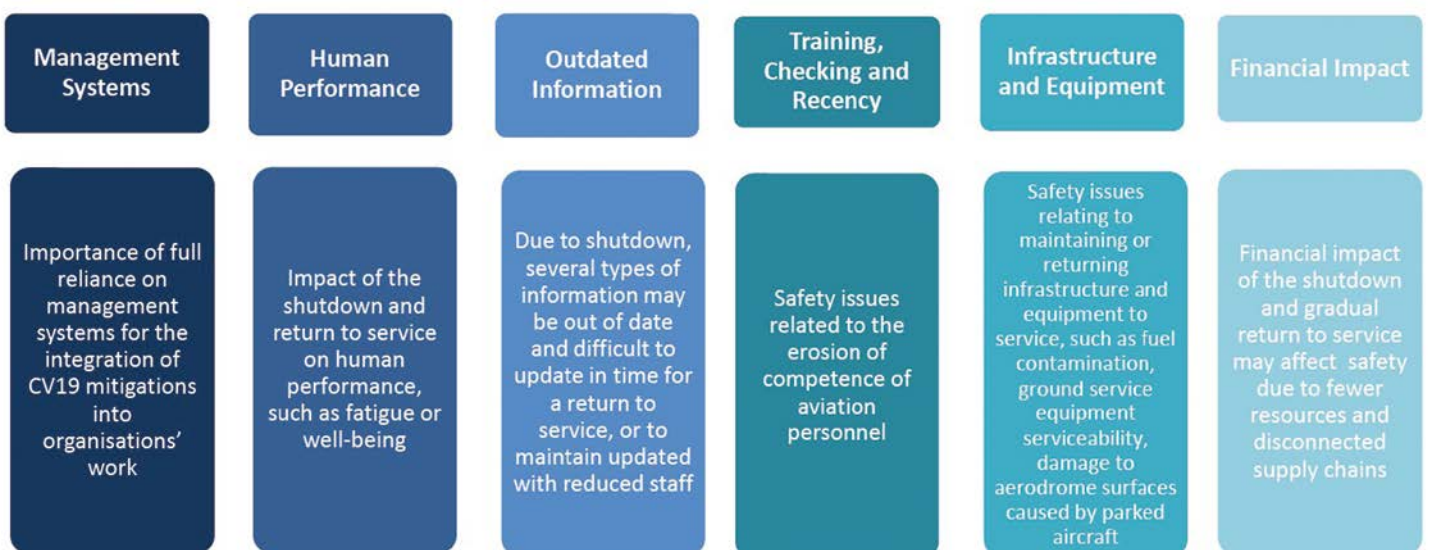 Management
Systems
Human
Performance
Outdated
Information
Training,
Checking and
Recency
Infrastructure
and Equipment
Financial Impact
Importance of full
reliance on
management
systems for the
integration of
CV19 mitigations
into
organisations’
work
Impact of the
shutdown and
return to service
on human
performance,
such as fatigue or
well-being
Due to shutdown,
several types of
information may
be out of date
and difficult to
update in time for
a return to
service, or to
maintain updated
with reduced staff
Safety issues
related to the
erosion of
competence of
aviation
personnel
Safety issues
relating to
maintaining or
returning
infrastructure and
equipment to
service, such as fuel
contamination,
ground service
equipment
serviceability,
damage to
aerodrome surfaces
caused by parked
aircraft
Financial impact
of the shutdown
and gradual
return to service
may affect safety
due to fewer
resources and
disconnected
supply chains